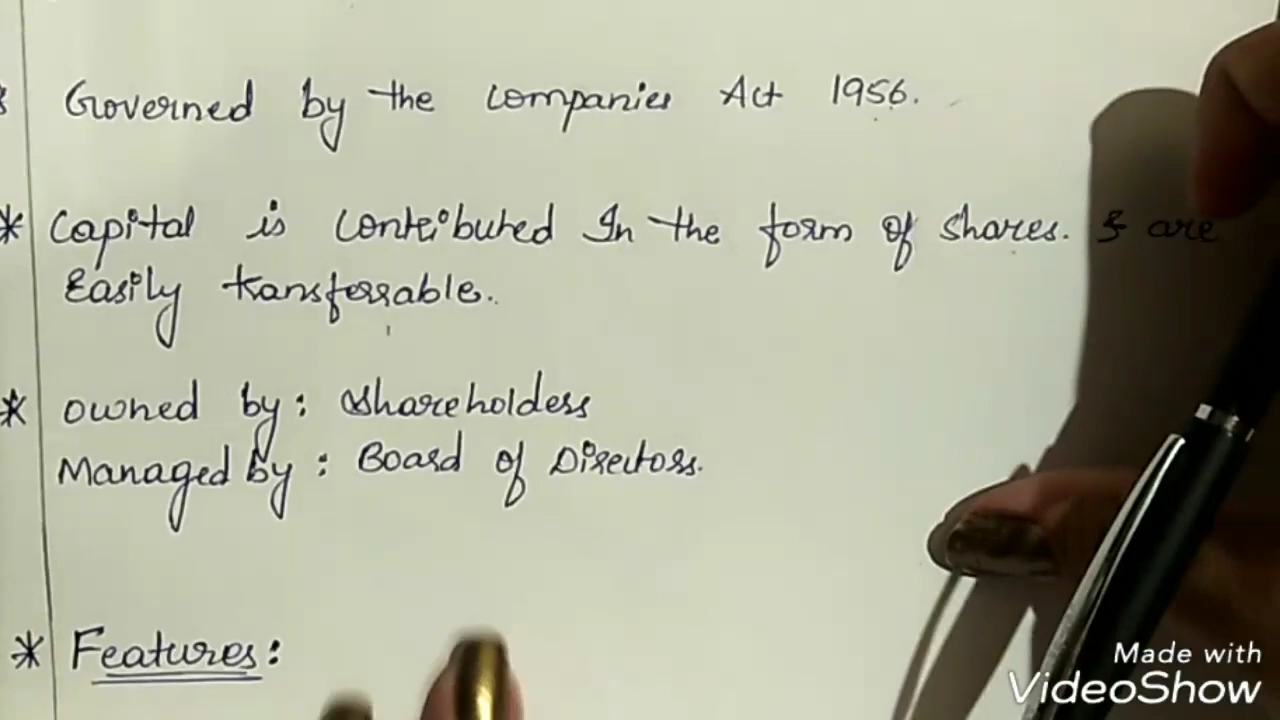 Governed by the companies Act 1956.
* Capital is contributed In the form of shares. & are
Easily transferrable.
* owned by : shareholders
Managed by : Board of Directors.
* Features :
Made with
VideoShow